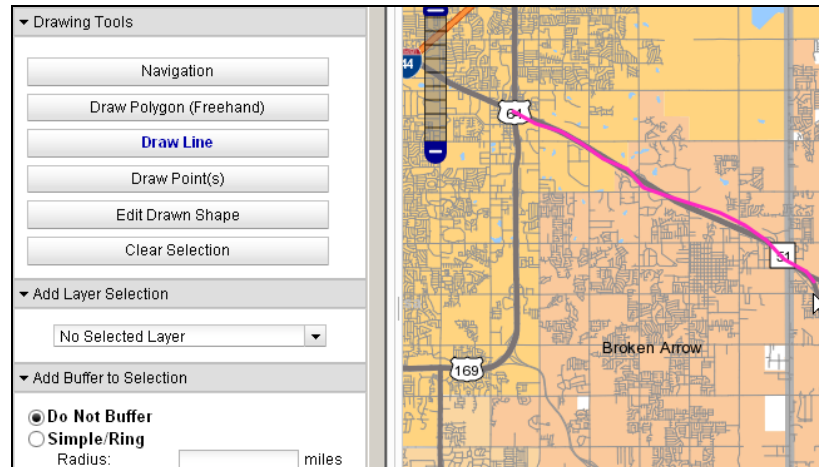 Drawing Tools
Navigation
Draw Polygon (Freehand)
Draw Line
Draw Point(s)
Edit Drawn Shape
Clear Selection
Add Layer Selection
No Selected Layer
Add Buffer to Selection
Do Not Buffer
Simple/Ring
Radius: miles
44
64
51
Broken Arrow
169